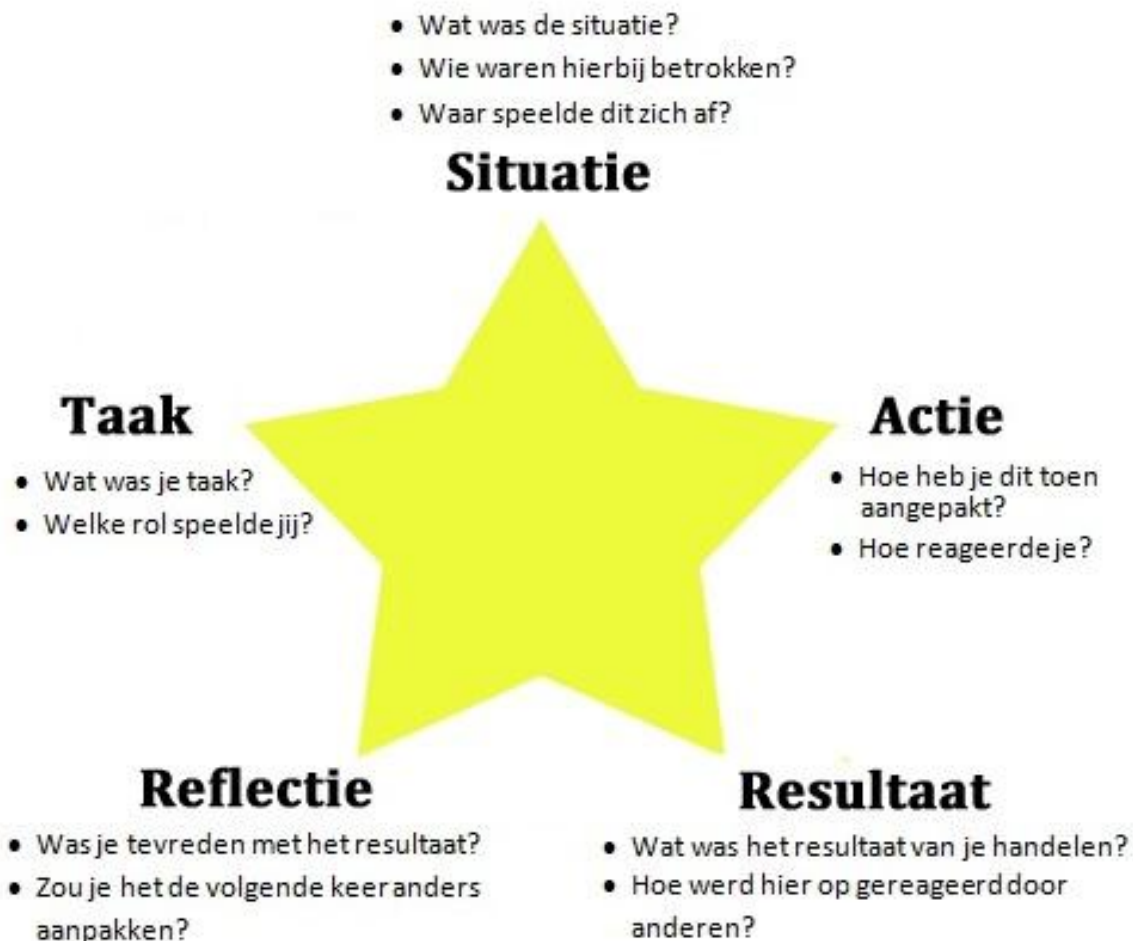 • Wat was de situatie?
• Wie waren hierbij betrokken?
• Waar speelde dit zich af?
Situatie
Taak
• Wat was je taak?
• Welke rol speelde jij?
Actie
• Hoe heb je dit toen
aangepakt?
• Hoe reageerde je?
Reflectie
• Was je tevreden met het resultaat?
• Zou je het de volgende keer anders
aanpakken?
Resultaat
• Wat was het resultaat van je handelen?
• Hoe werd hier op gereageerd door
anderen?